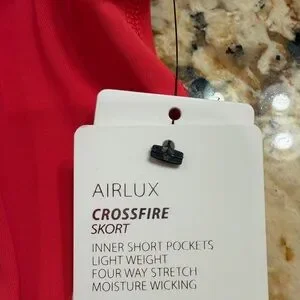 AIRLUX
CROSSFIRE
SKORT
INNER SHORT POCKETS
LIGHT WEIGHT
FOUR WAY STRETCH
MOISTURE WICKING